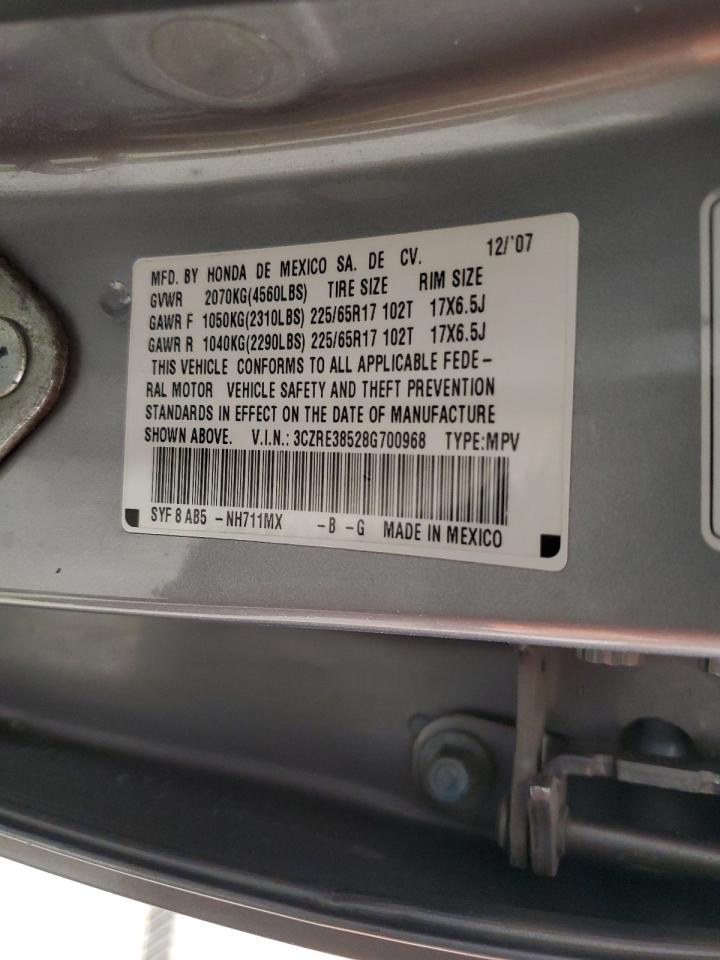 MFD. BY HONDA DE MEXICO SA. DE CV. 12/'07
GVWR 2070KG(4560LBS) TIRE SIZE RIM SIZE
GAWR F 1050KG(2310LBS) 225/65R17 102T 17X6.5J
GAWR R 1040KG(2290LBS) 225/65R17 102T 17X6.5J
THIS VEHICLE CONFORMS TO ALL APPLICABLE FEDE-
RAL MOTOR VEHICLE SAFETY AND THEFT PREVENTION
STANDARDS IN EFFECT ON THE DATE OF MANUFACTURE
SHOWN ABOVE. V.I.N.: 3CZRE38528G700968 TYPE:MPV
SYF 8 AB5 -NH711MX -B -G MADE IN MEXICO